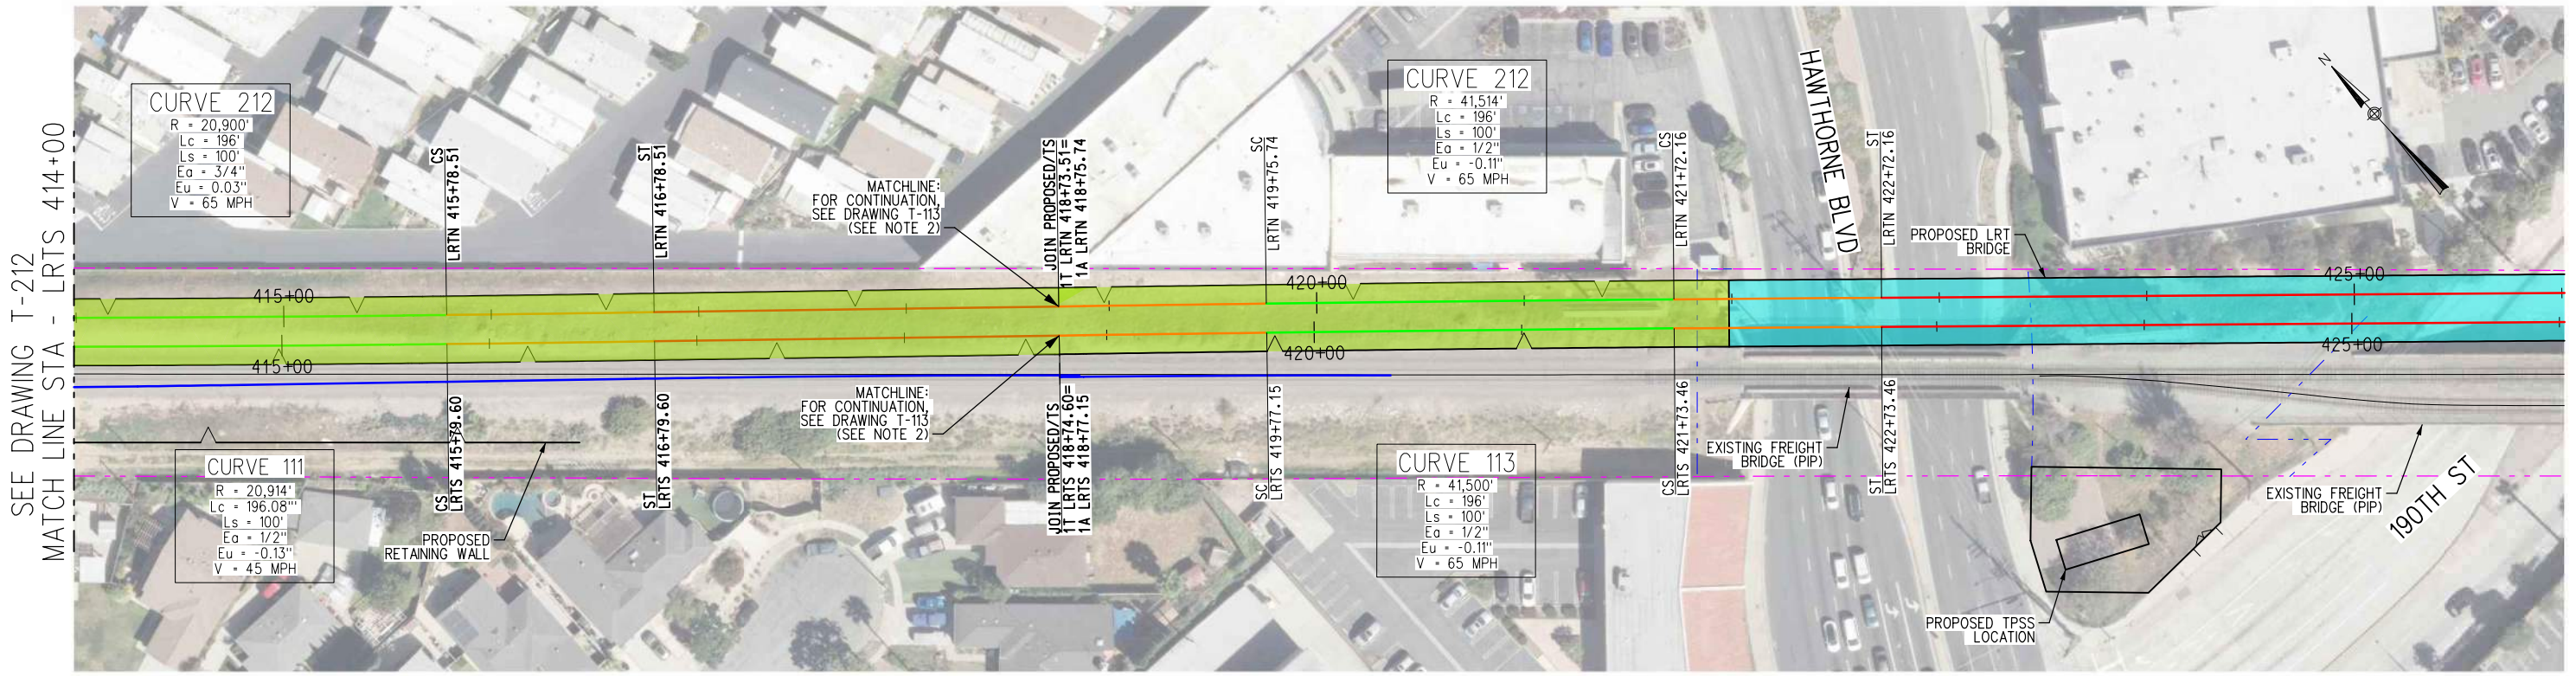 SEE DRAWING T-212
MATCH LINE STA - LRTS 414+00
CURVE 212
R = 20,900'
Lc = 196'
Ls = 100'
Ea = 3/4"
Eu = 0.03"
V = 65 MPH
CS
LRTN 415+78.51
ST
LRTN 416+78.51
MATCHLINE:
FOR CONTINUATION,
SEE DRAWING T-113
(SEE NOTE 2)
JOIN PROPOSED/TS
1T LRTN 418+73.51=
1A LRTN 418+75.74
SC
LRTN 419+75.74
CURVE 212
R = 41,514'
Lc = 196'
Ls = 100'
Ea = 1/2"
Eu = -0.11"
V = 65 MPH
CS
LRTN 421+72.16
HAWTHORNE BLVD
ST
LRTN 422+72.16
PROPOSED LRT
BRIDGE
N
415+00
420+00
425+00
415+00
420+00
425+00
CURVE 111
R = 20,914'
Lc = 196.08'"
Ls = 100'
Ea = 1/2"
Eu = -0.13"
V = 45 MPH
CS
LRTS 415+79.60
PROPOSED
RETAINING WALL
ST
LRTS 416+79.60
MATCHLINE:
FOR CONTINUATION,
SEE DRAWING T-113
(SEE NOTE 2)
JOIN PROPOSED/TS
1T LRTS 418+74.60=
1A LRTS 418+77.15
SC
LRTS 419+77.15
CURVE 113
R = 41,500'
Lc = 196'
Ls = 100'
Ea = 1/2"
Eu = -0.11"
V = 65 MPH
CS
LRTS 421+73.46
EXISTING FREIGHT
BRIDGE (PIP)
ST
LRTS 422+73.46
PROPOSED TPSS
LOCATION
EXISTING FREIGHT
BRIDGE (PIP)
190TH ST